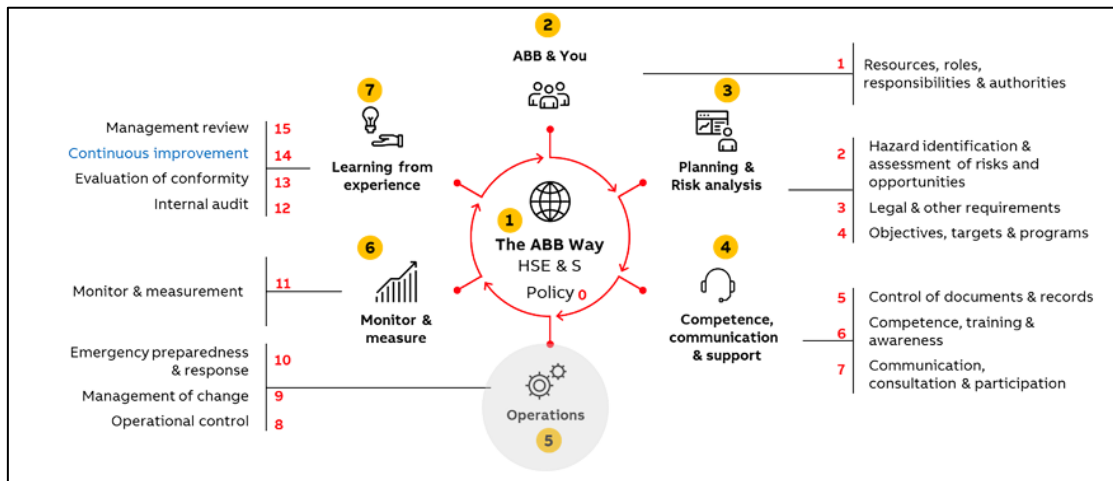 2
ABB & You
1
Resources, roles,
responsibilities & authorities
7
Learning from
experience
Management review 15
Continuous improvement 14
Evaluation of conformity 13
Internal audit 12
3
Planning &
Risk analysis
2
Hazard identification &
assessment of risks and
opportunities
3 Legal & other requirements
4 Objectives, targets & programs
1
The ABB Way
HSE & S
Policy 0
6
Monitor &
measure
Monitor & measurement 11
4
Competence,
communication
& support
5 Control of documents & records
6 Competence, training &
awareness
7 Communication,
consultation & participation
Emergency preparedness 10
& response
Management of change 9
Operational control 8
Operations
5